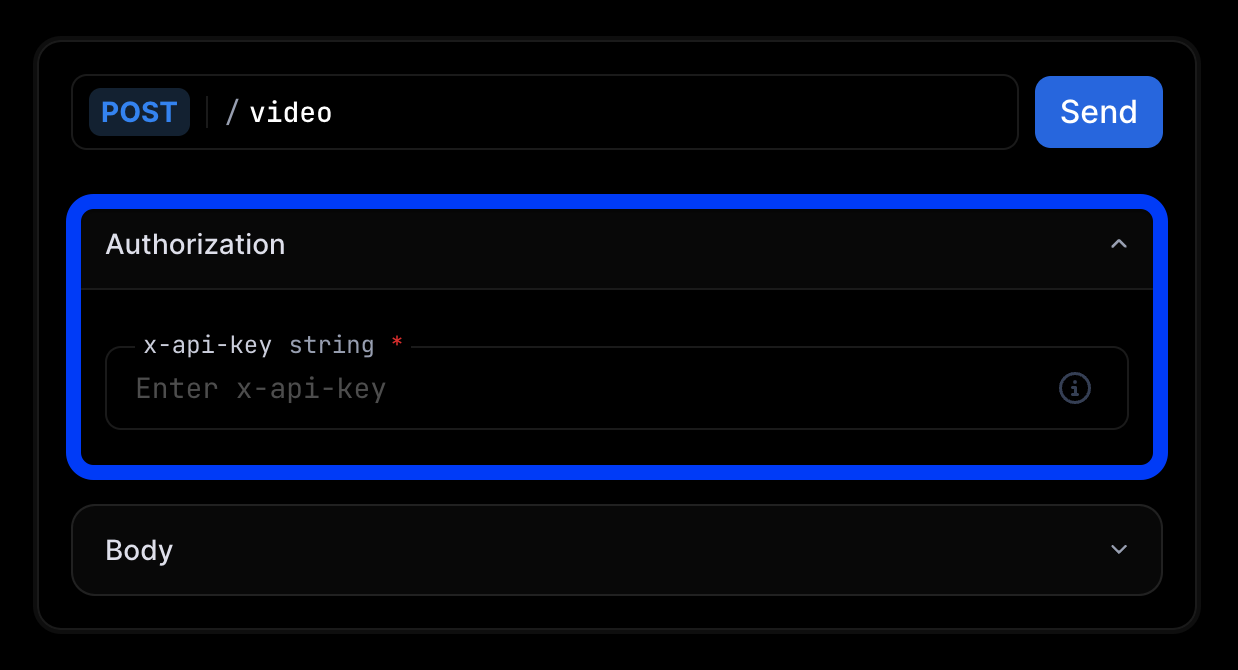 POST / video Send
Authorization
x-api-key string *
Enter x-api-key
Body